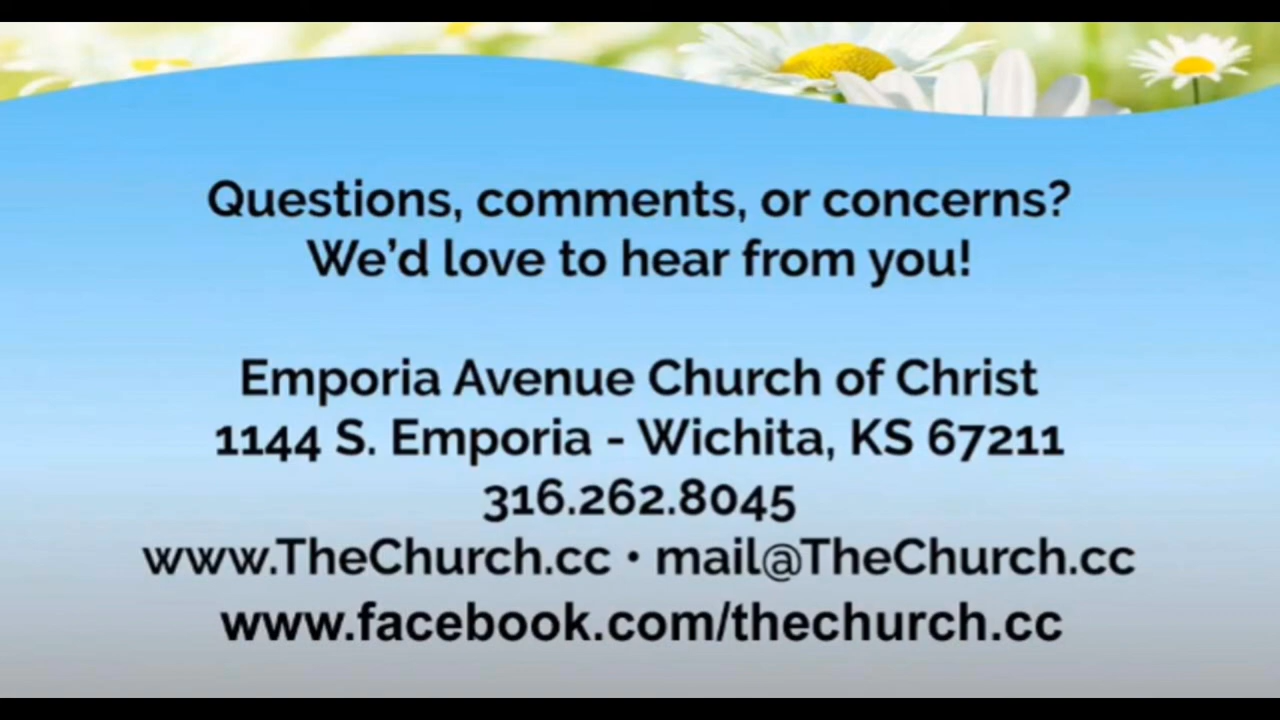 Questions, comments, or concerns?
We'd love to hear from you!
Emporia Avenue Church of Christ
1144 S. Emporia - Wichita, KS 67211
316.262.8045
www.TheChurch.cc • mail@TheChurch.cc
www.facebook.com/thechurch.cc